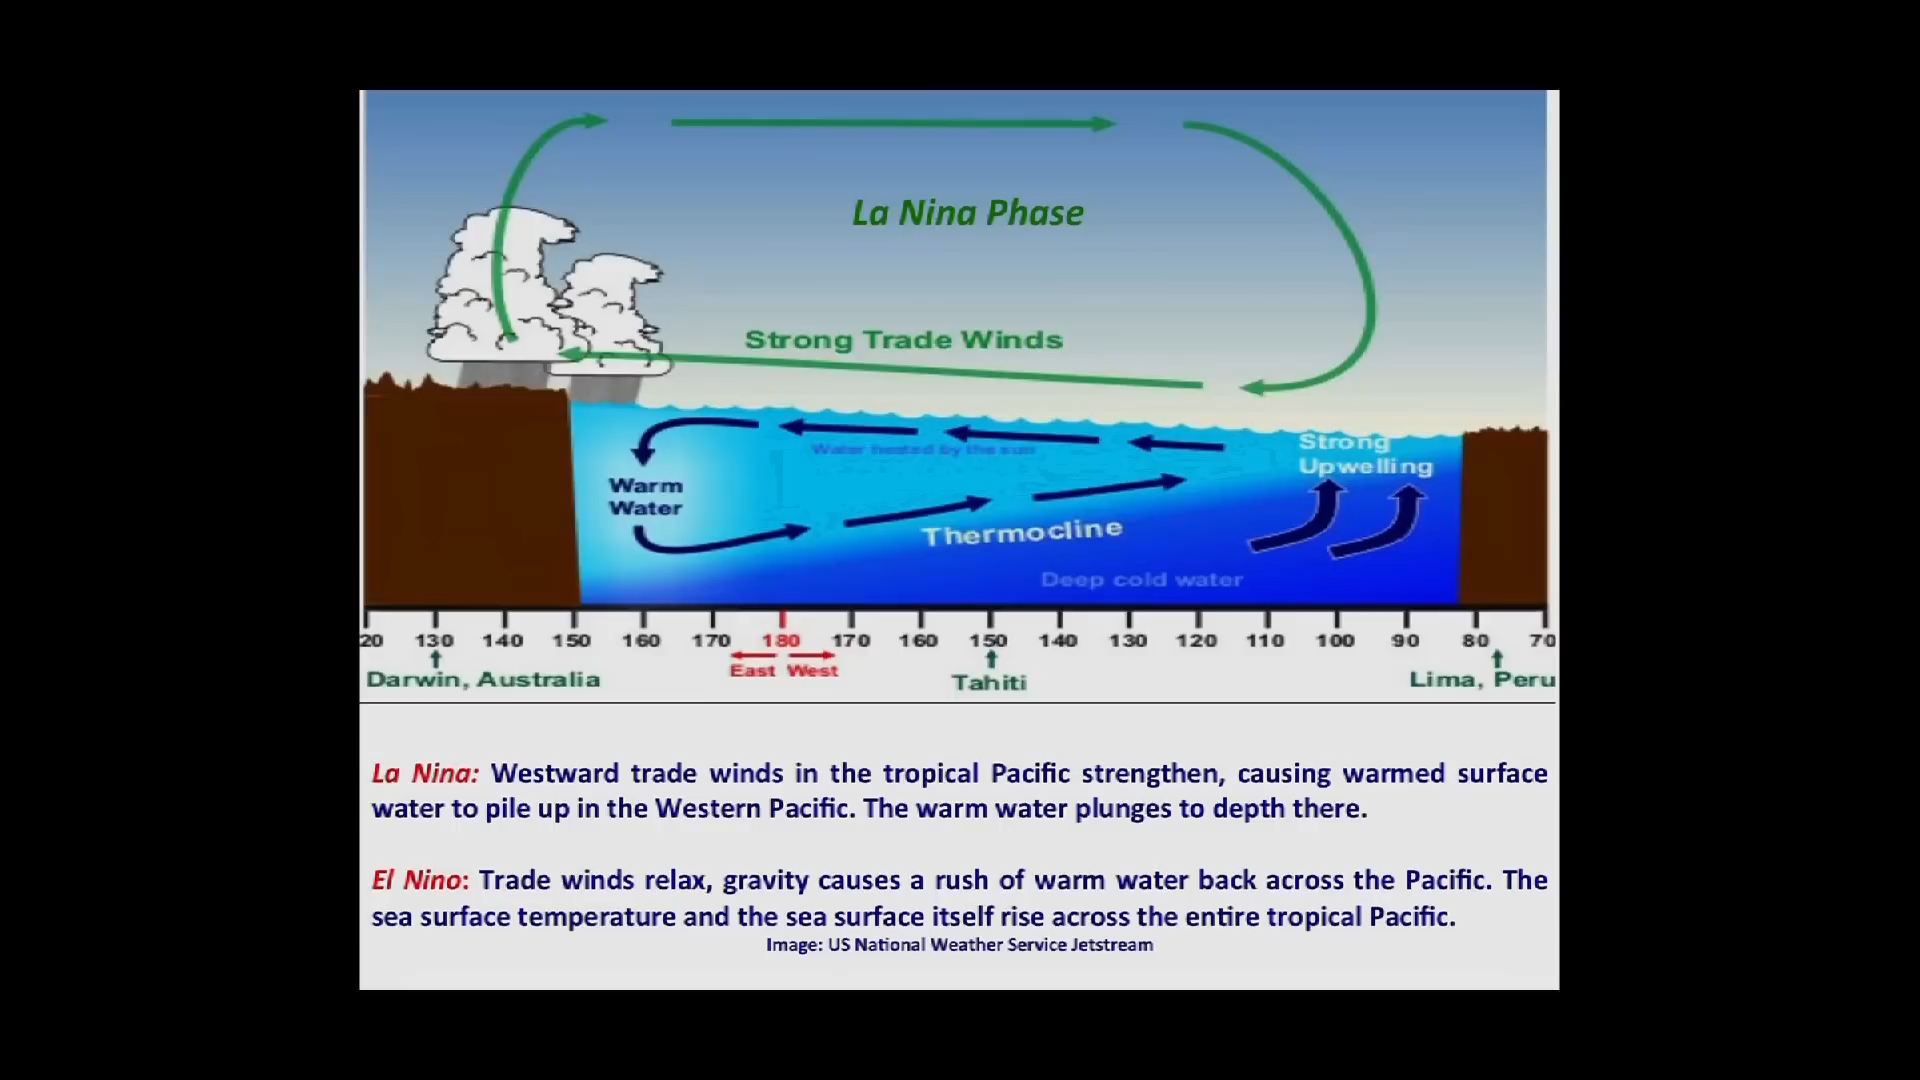 La Nina Phase
Strong Trade Winds
Water heated by the sun
Strong
Upwelling
Warm
Water
Thermocline
Deep cold water
20 130 140 150 160 170 180 170 160 150 140 130 120 110 100 90 80 70
East West
Darwin, Australia Tahiti Lima, Peru
La Nina: Westward trade winds in the tropical Pacific strengthen, causing warmed surface
water to pile up in the Western Pacific. The warm water plunges to depth there.
El Nino: Trade winds relax, gravity causes a rush of warm water back across the Pacific. The
sea surface temperature and the sea surface itself rise across the entire tropical Pacific.
Image: US National Weather Service Jetstream